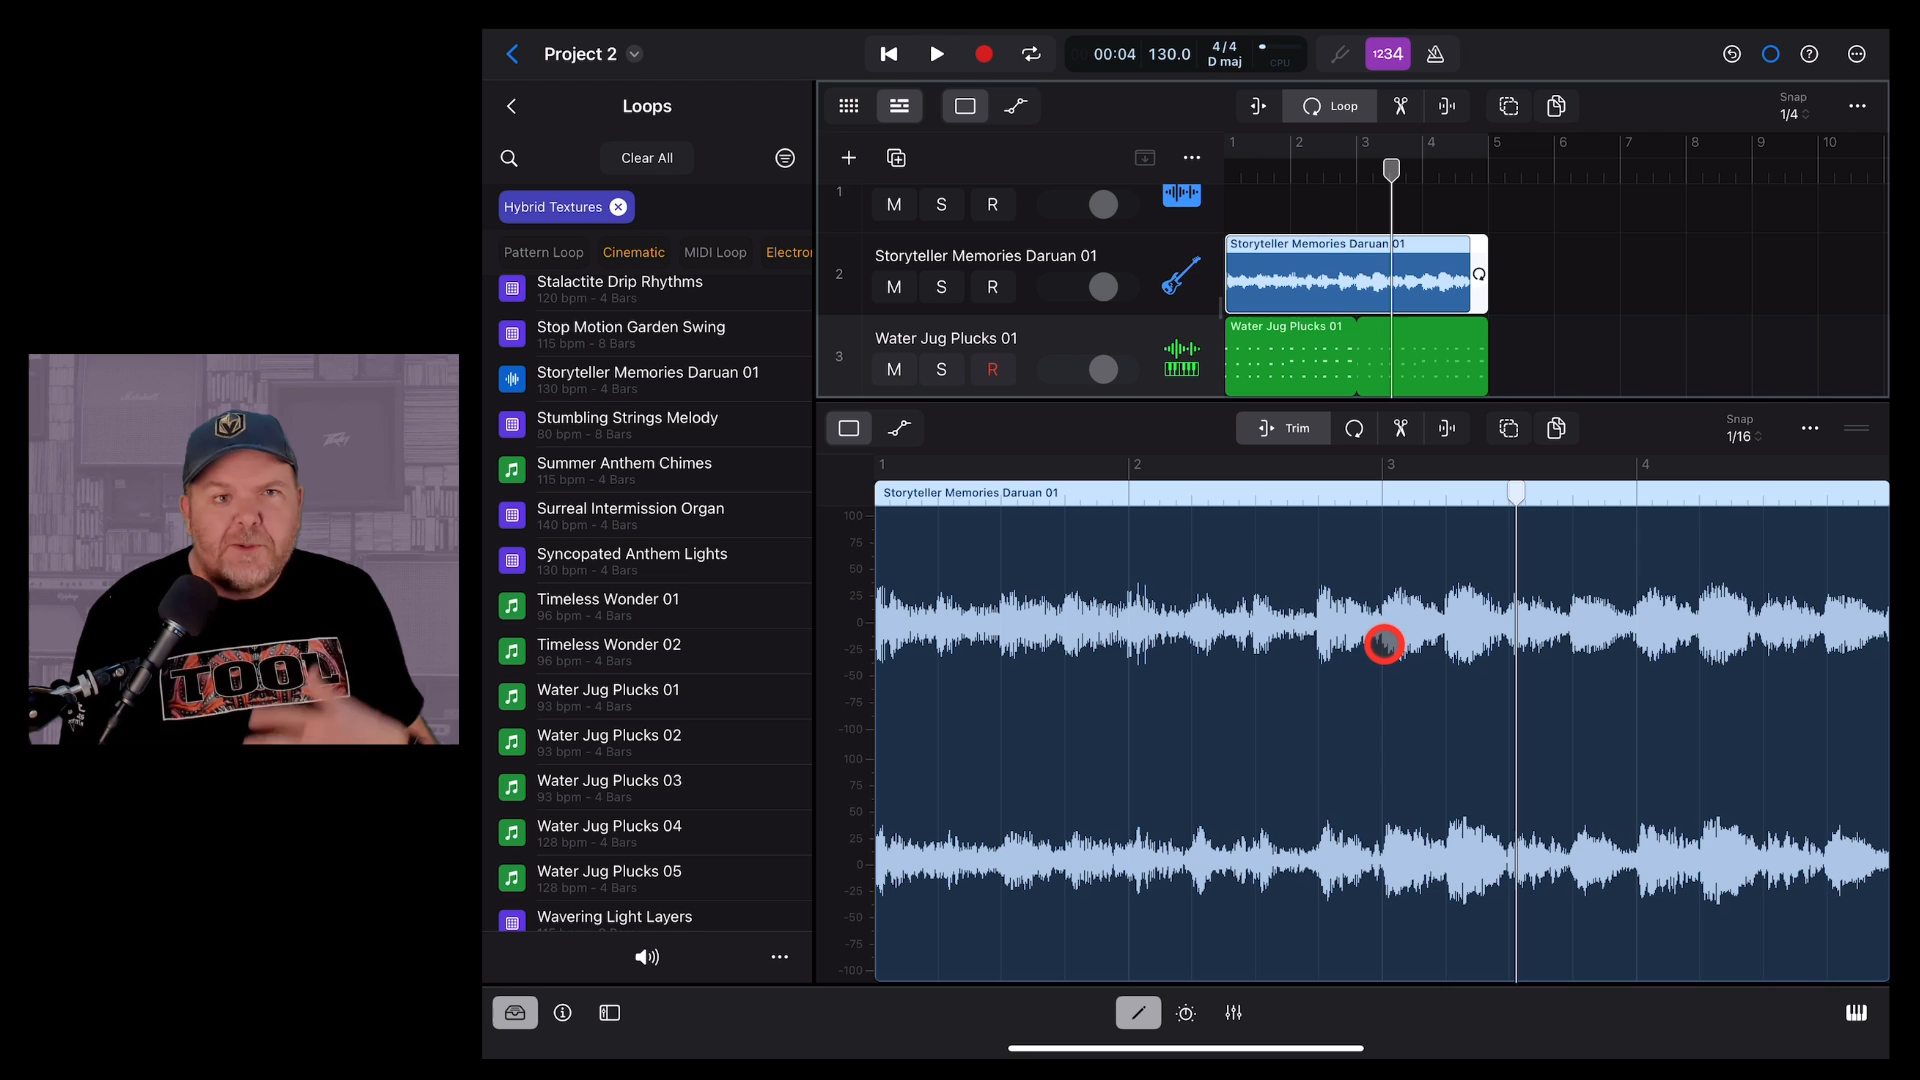 Project 2
00:04
130.0
4/4
D maj
CPU
1234
Loops
Clear All
Hybrid Textures
Pattern Loop
Cinematic
MIDI Loop
Electro
Stalactite Drip Rhythms
120 bpm - 4 Bars
Stop Motion Garden Swing
115 bpm - 8 Bars
Storyteller Memories Daruan 01
130 bpm - 4 Bars
Stumbling Strings Melody
80 bpm - 8 Bars
Summer Anthem Chimes
115 bpm - 4 Bars
Surreal Intermission Organ
140 bpm - 4 Bars
Syncopated Anthem Lights
130 bpm - 4 Bars
Timeless Wonder 01
96 bpm - 4 Bars
Timeless Wonder 02
96 bpm - 4 Bars
Water Jug Plucks 01
93 bpm - 4 Bars
Water Jug Plucks 02
93 bpm - 4 Bars
Water Jug Plucks 03
93 bpm - 4 Bars
Water Jug Plucks 04
128 bpm - 4 Bars
Water Jug Plucks 05
128 bpm - 4 Bars
Wavering Light Layers
Loop
Snap
1/4
1 2 3 4 5 6 7 8 9 10
1
M S R
Storyteller Memories Daruan 01
2
M S R
Water Jug Plucks 01
3
M S R
Storyteller Memories Daruan 01
Water Jug Plucks 01
Trim
Snap
1/16
1 2 3 4
Storyteller Memories Daruan 01
100
75
50
25
0
-25
-50
-75
-100
100
75
50
25
0
-25
-50
-75
-100
TOOL